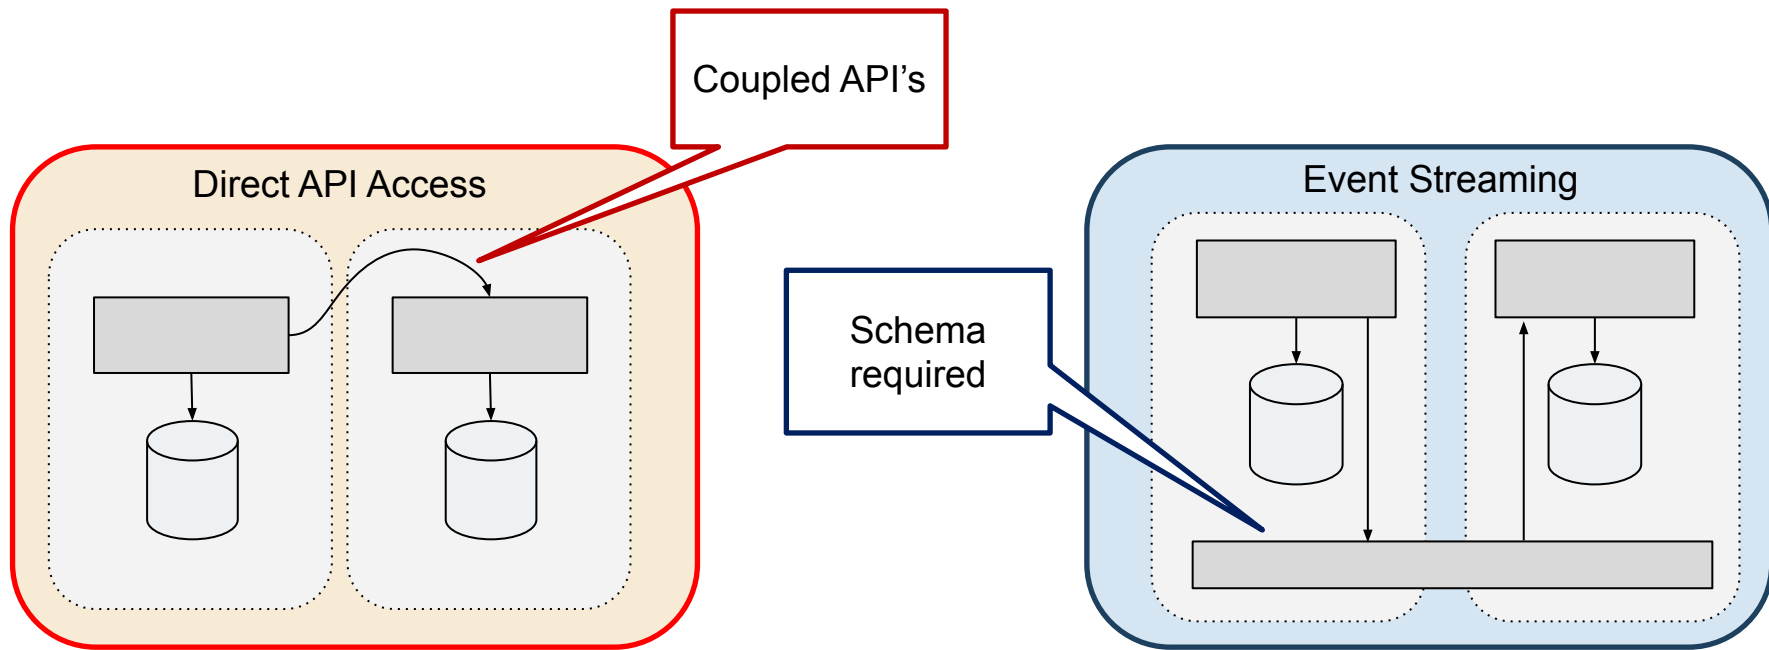 Coupled API’s
Direct API Access
Event Streaming
Schema
required